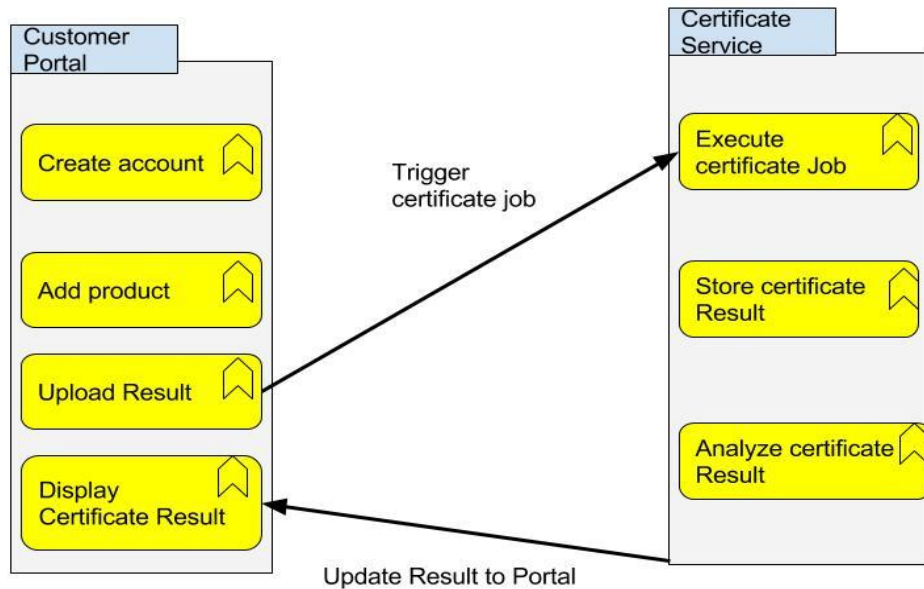 Customer
Portal
Create account
Add product
Upload Result
Display
Certificate Result
Trigger
certificate job
Update Result to Portal
Certificate
Service
Execute
certificate Job
Store certificate
Result
Analyze certificate
Result